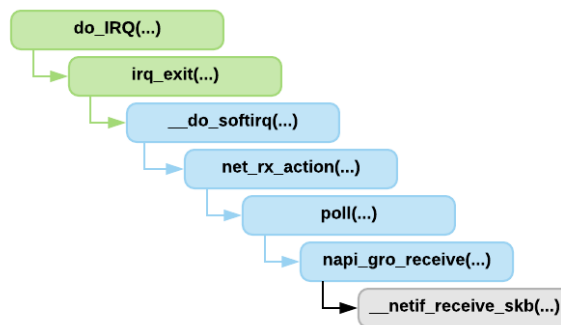 do_IRQ(...)
irq_exit(...)
__do_softirq(...)
net_rx_action(...)
poll(...)
napi_gro_receive(...)
__netif_receive_skb(...)